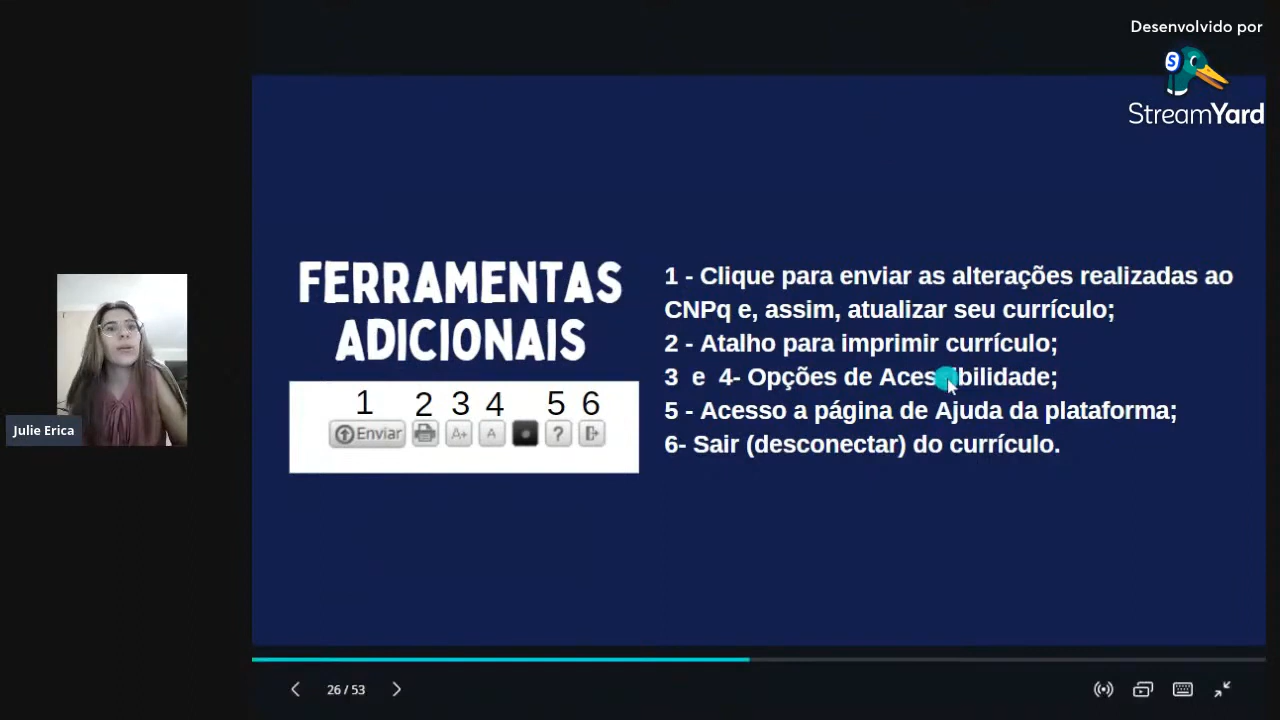 Desenvolvido por
StreamYard
FERRAMENTAS
ADICIONAIS
1 2 3 4 5 6
Enviar A+ A ?
1 - Clique para enviar as alterações realizadas ao
CNPq e, assim, atualizar seu currículo;
2 - Atalho para imprimir currículo;
3 e 4- Opções de Acessibilidade;
5 - Acesso a página de Ajuda da plataforma;
6- Sair (desconectar) do currículo.
Julie Erica
26 / 53